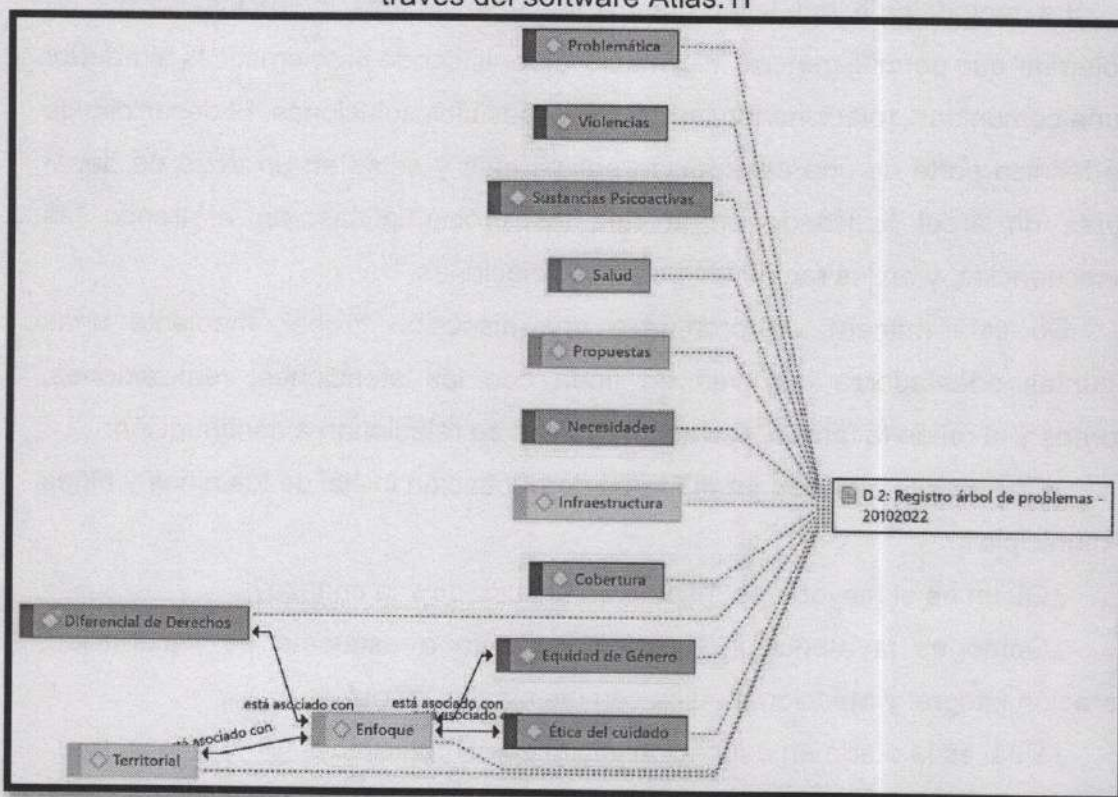 través del software Atlas.TI
Problemática
Violencias
Sustancias Psicoactivas
Salud
Propuestas
Necesidades
Infraestructura
D 2: Registro árbol de problemas -
20102022
Cobertura
Diferencial de Derechos
Equidad de Género
está asociado con
está asociado con
asociado
Enfoque
Ética del cuidado
asociado con
Territorial